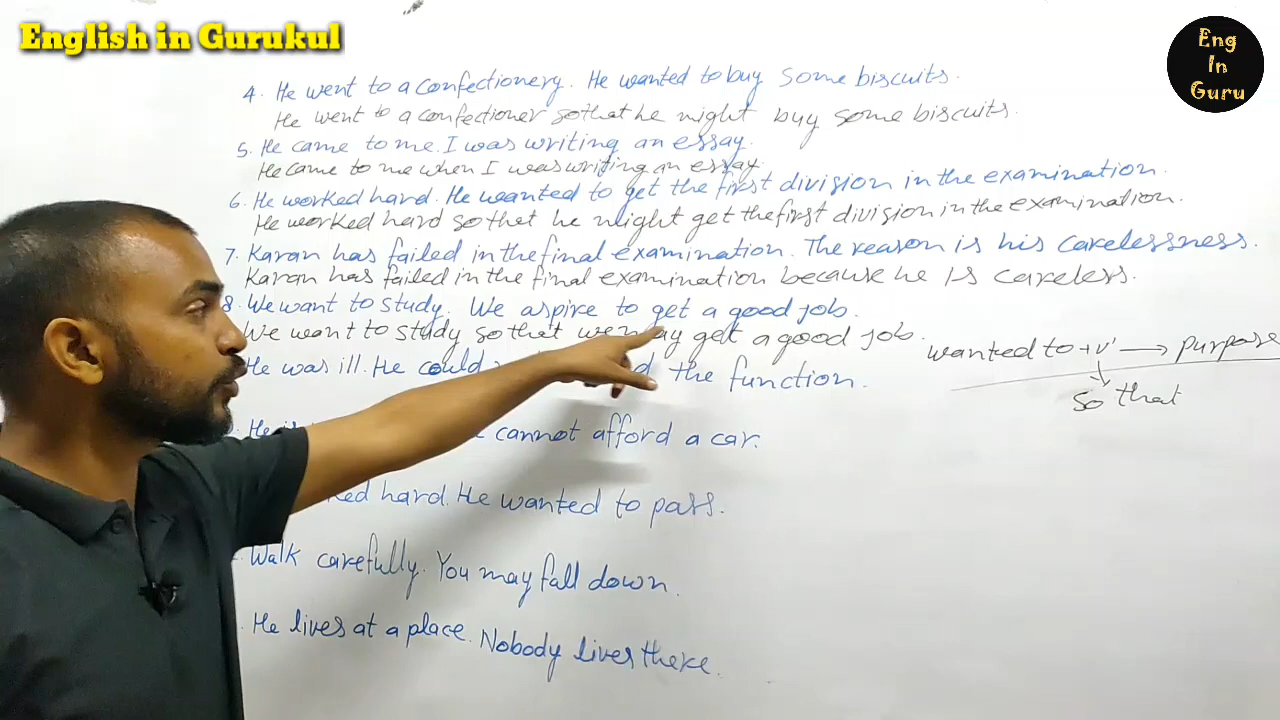 English in Gurukul
Eng
In
Guru
4. He went to a confectionery. He wanted to buy some biscuits.
He went to a confectioner so that he might buy some biscuits.
5. He came to me. I was writing an essay.
He came to me when I was writing an essay.
6. He worked hard. He wanted to get the first division in the examination.
He worked hard so that he might get the first division in the examination.
7. Karan has failed in the final examination. The reason is his carelessness.
Karan has failed in the final examination because he is careless.
8. We want to study. We aspire to get a good job.
We want to study so that we may get a good job.
wanted to + v' → purpose
so that
He was ill. He could the function.
cannot afford a car.
hard. He wanted to pass.
Walk carefully. You may fall down.
He lives at a place. Nobody lives there.